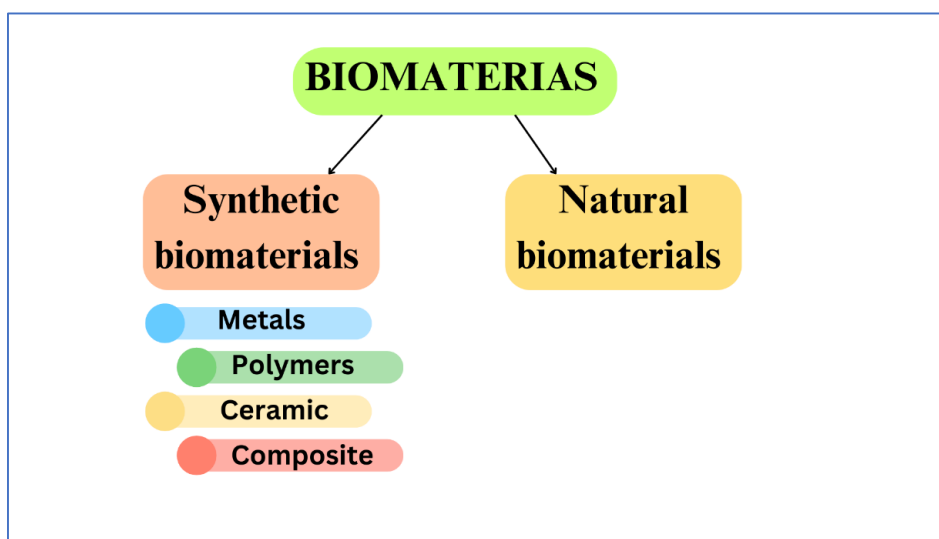 BIOMATERIAS
Synthetic
biomaterials
Natural
biomaterials
Metals
Polymers
Ceramic
Composite